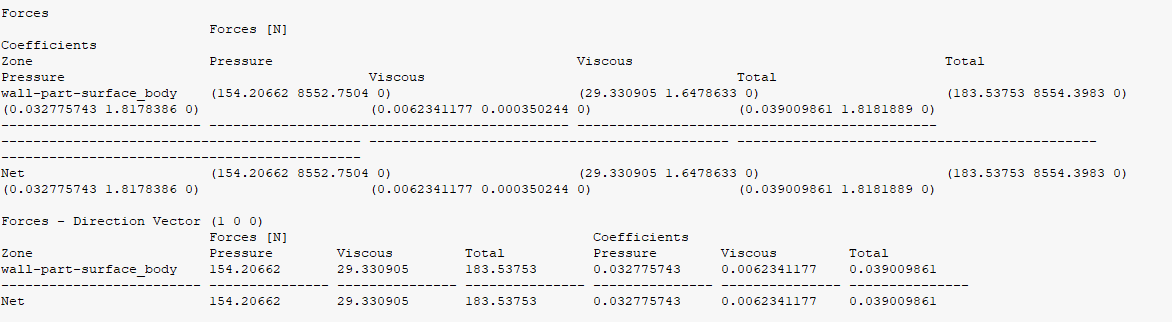 Forces
                          Forces [N]
Coefficients
Zone                      Pressure                                      Viscous                                       Total
Pressure                                      Viscous                                       Total
wall-part-surface_body    (154.20662 8552.7504 0)                       (29.330905 1.6478633 0)                       (183.53753 8554.3983 0)
(0.032775743 1.8178386 0)                     (0.0062341177 0.000350244 0)                  (0.039009861 1.8181889 0)
------------------------- --------------------------------------------- ---------------------------------------------
--------------------------------------------- --------------------------------------------- ---------------------------------------------
---------------------------------------------
Net                       (154.20662 8552.7504 0)                       (29.330905 1.6478633 0)                       (183.53753 8554.3983 0)
(0.032775743 1.8178386 0)                     (0.0062341177 0.000350244 0)                  (0.039009861 1.8181889 0)

Forces - Direction Vector (1 0 0)
                          Forces [N]                                      Coefficients
Zone                      Pressure        Viscous         Total           Pressure        Viscous         Total
wall-part-surface_body    154.20662       29.330905       183.53753       0.032775743     0.0062341177    0.039009861
------------------------- --------------- --------------- --------------- --------------- --------------- ---------------
Net                       154.20662       29.330905       183.53753       0.032775743     0.0062341177    0.039009861